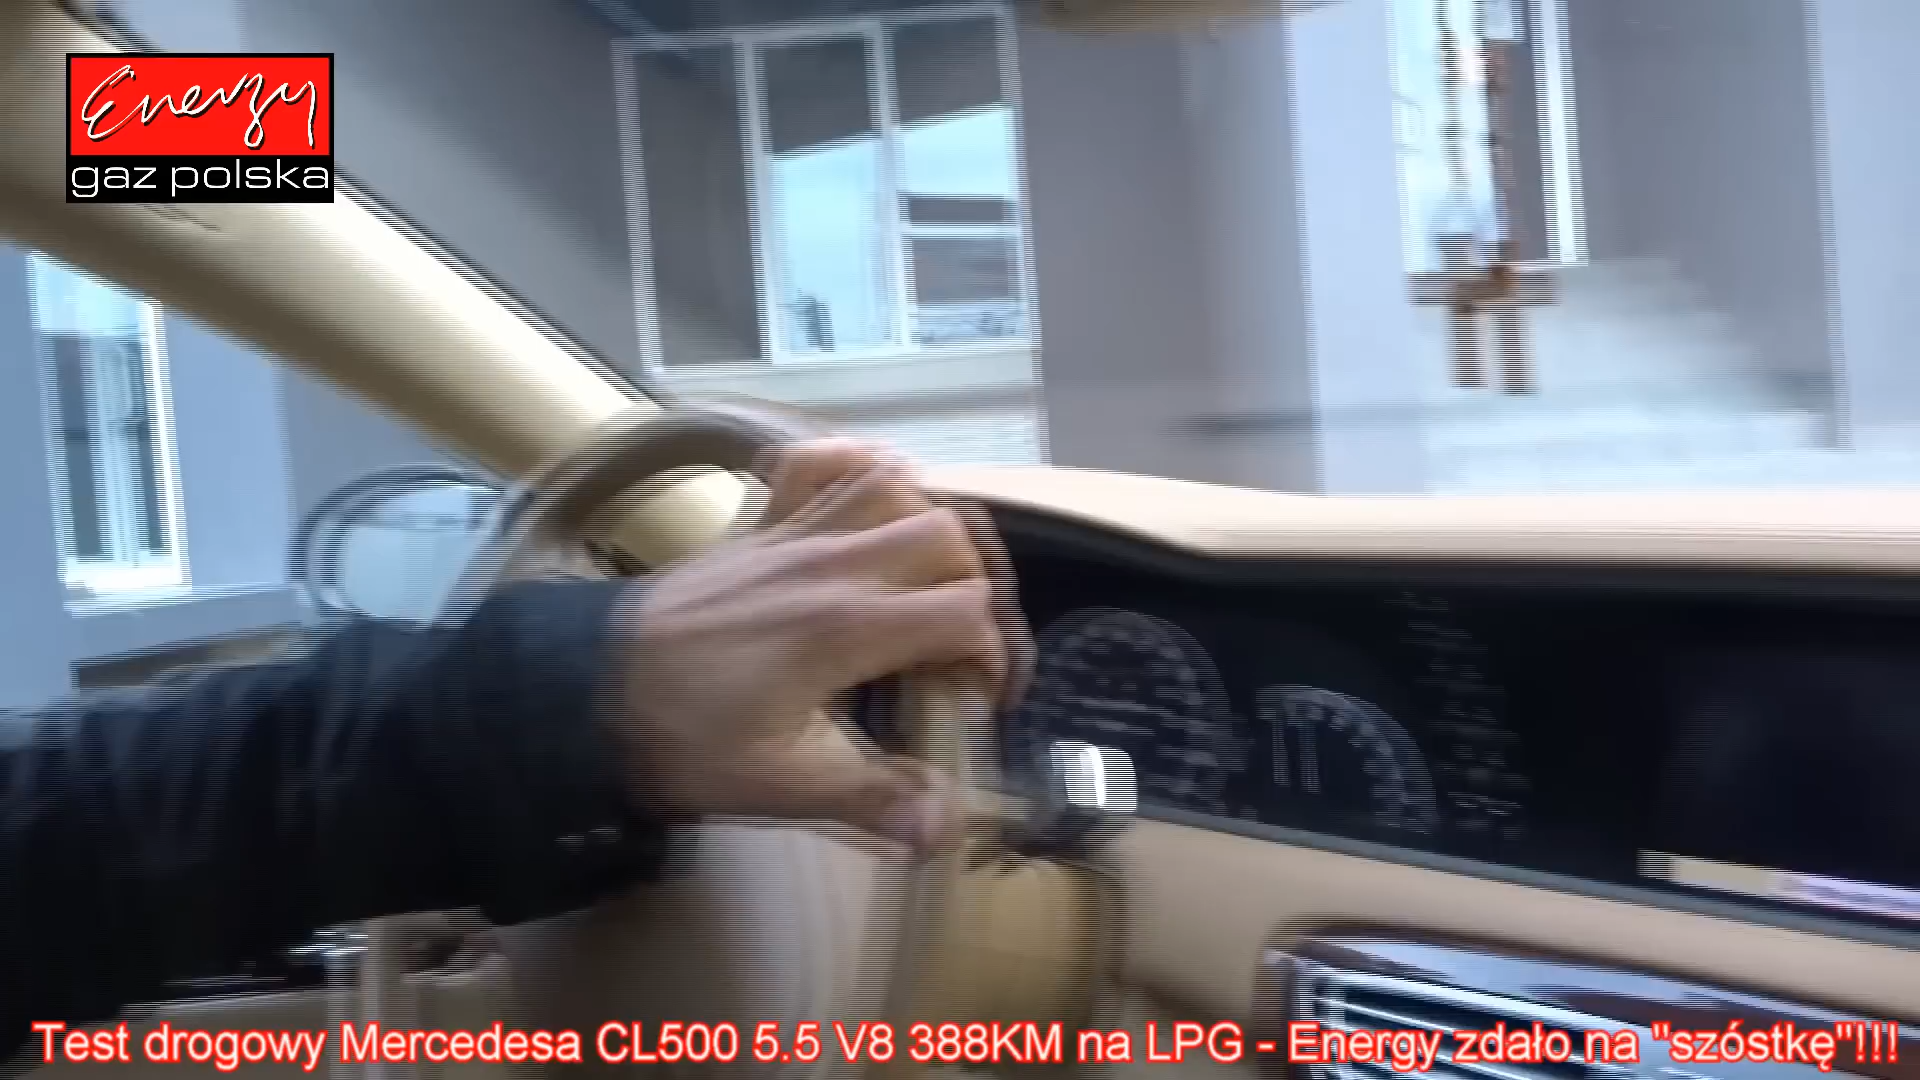 Energy
gaz polska
Test drogowy Mercedesa CL500 5.5 V8 388KM na LPG - Energy zdało na "szóstkę"!!!